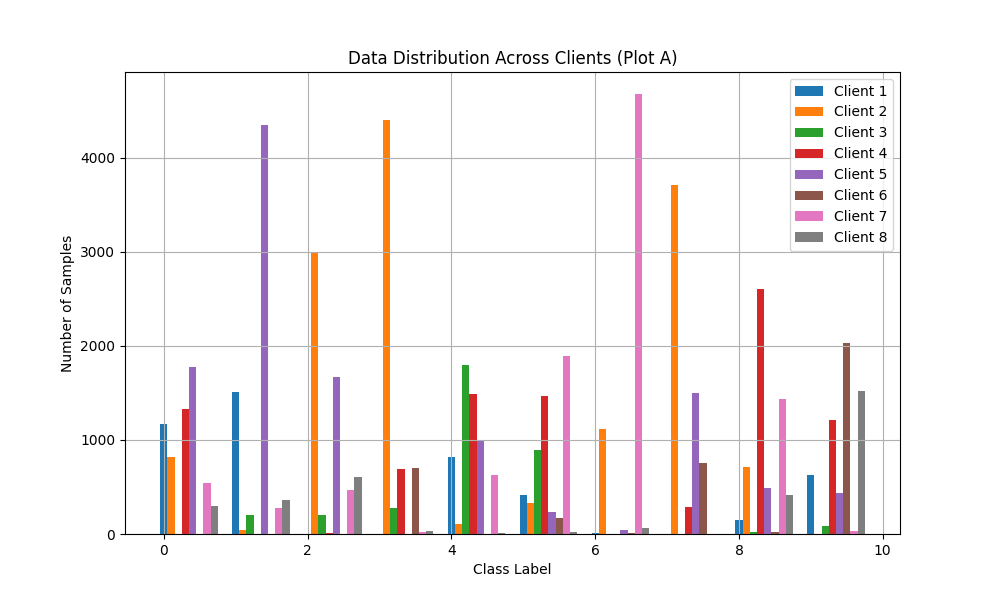 Data Distribution Across Clients (Plot A)
Number of Samples
4000
3000
2000
1000
0
0 2 4 6 8 10
Class Label
Client 1
Client 2
Client 3
Client 4
Client 5
Client 6
Client 7
Client 8